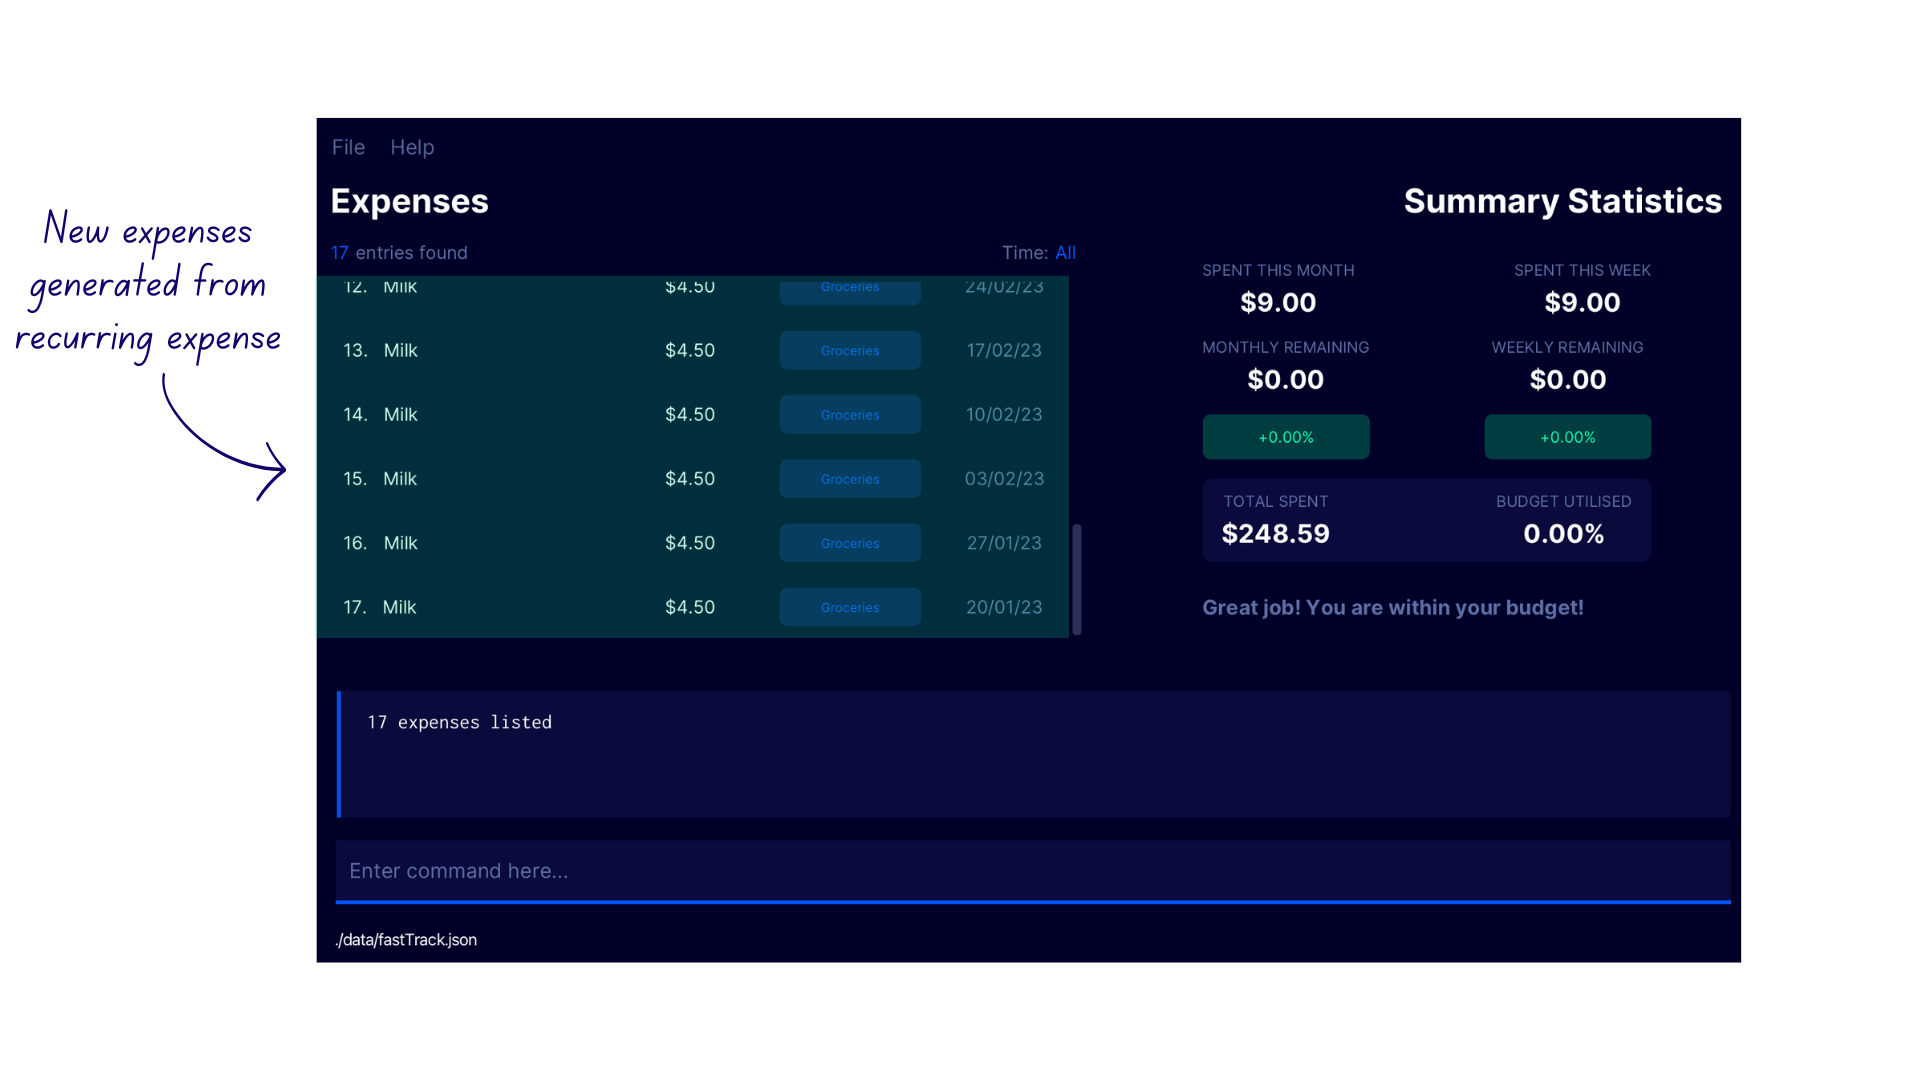 New expenses
generated from
recurring expense
File Help
Expenses
17 entries found Time: All
12. Milk $4.50 Groceries 24/02/23
13. Milk $4.50 Groceries 17/02/23
14. Milk $4.50 Groceries 10/02/23
15. Milk $4.50 Groceries 03/02/23
16. Milk $4.50 Groceries 27/01/23
17. Milk $4.50 Groceries 20/01/23
Summary Statistics
SPENT THIS MONTH SPENT THIS WEEK
$9.00 $9.00
MONTHLY REMAINING WEEKLY REMAINING
$0.00 $0.00
+0.00% +0.00%
TOTAL SPENT BUDGET UTILISED
$248.59 0.00%
Great job! You are within your budget!
17 expenses listed
Enter command here...
./data/fastTrack.json